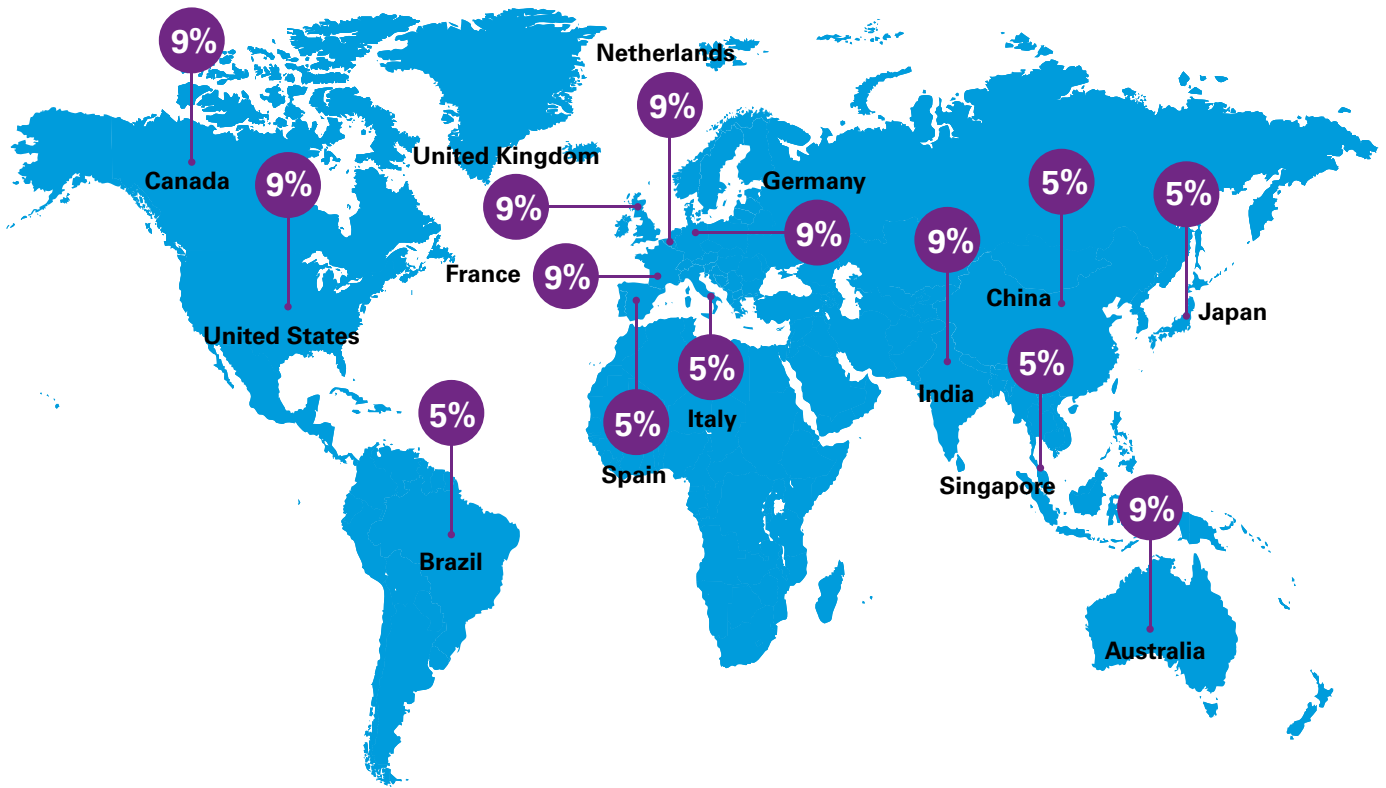 9%
Canada
9%
United States
5%
Brazil
Netherlands
9%
United Kingdom
9%
France
9%
Germany
9%
5%
Spain
5%
Italy
9%
India
5%
China
5%
Japan
5%
Singapore
9%
Australia